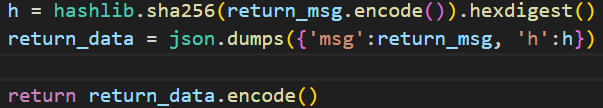 h = hashlib.sha256(return_msg.encode()).hexdigest()
return_data = json.dumps({'msg':return_msg, 'h':h})
return return_data.encode()